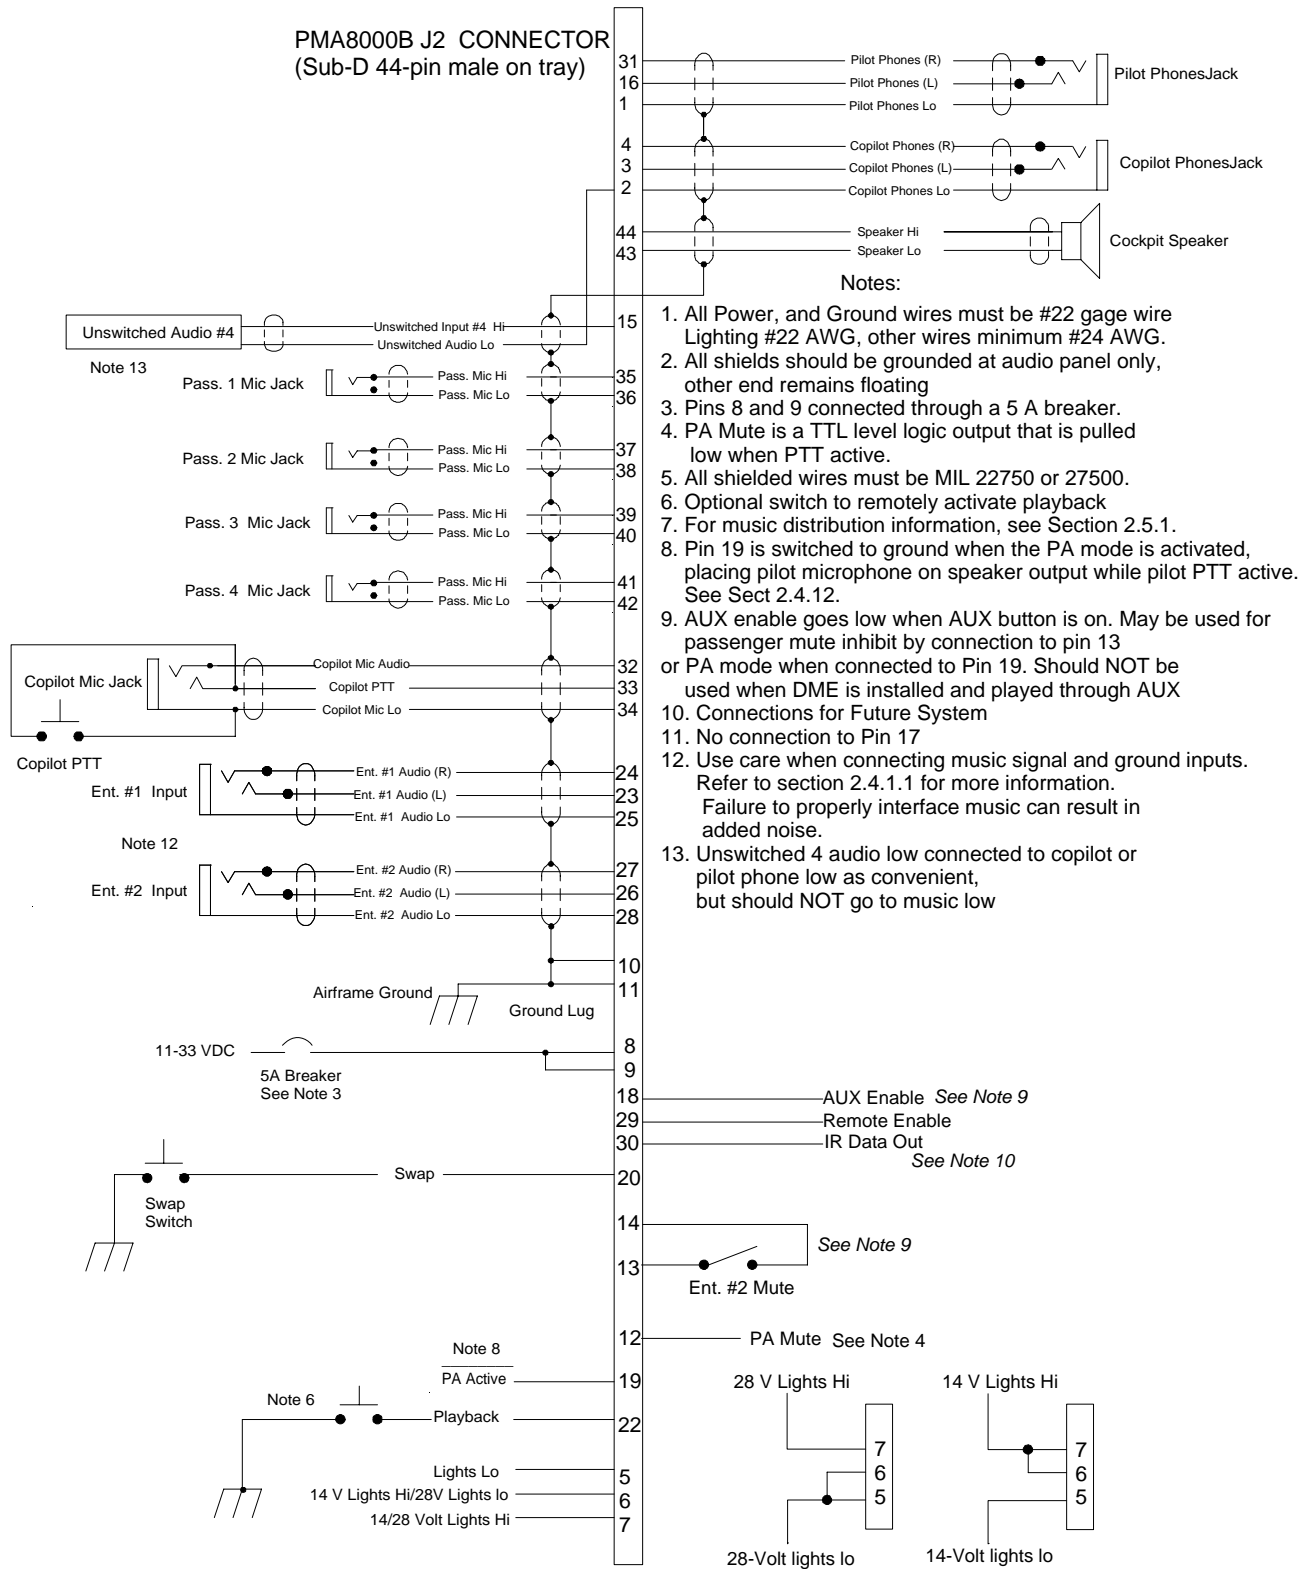 PMA8000B J2 CONNECTOR
(Sub-D 44-pin male on tray)
31
16
1
4
3
2
44
43
15
35
36
37
38
39
40
41
42
32
33
34
24
23
25
27
26
28
10
11
8
9
18
29
30
20
14
13
12
19
22
5
6
7
Pilot Phones (R)
Pilot Phones (L)
Pilot Phones Lo
Pilot PhonesJack
Copilot Phones (R)
Copilot Phones (L)
Copilot Phones Lo
Copilot PhonesJack
Speaker Hi
Speaker Lo
Cockpit Speaker
Unswitched Audio #4
Note 13
Unswitched Input #4 Hi
Unswitched Audio Lo
Pass. 1 Mic Jack
Pass. Mic Hi
Pass. Mic Lo
Pass. 2 Mic Jack
Pass. Mic Hi
Pass. Mic Lo
Pass. 3 Mic Jack
Pass. Mic Hi
Pass. Mic Lo
Pass. 4 Mic Jack
Pass. Mic Hi
Pass. Mic Lo
Copilot Mic Jack
Copilot Mic Audio
Copilot PTT
Copilot Mic Lo
Copilot PTT
Ent. #1 Input
Ent. #1 Audio (R)
Ent. #1 Audio (L)
Ent. #1 Audio Lo
Note 12
Ent. #2 Input
Ent. #2 Audio (R)
Ent. #2 Audio (L)
Ent. #2 Audio Lo
Airframe Ground
Ground Lug
11-33 VDC
5A Breaker
See Note 3
Swap
Swap
Switch
Note 8
PA Active
Note 6
Playback
Lights Lo
14 V Lights Hi/28V Lights lo
14/28 Volt Lights Hi
Notes:
1. All Power, and Ground wires must be #22 gage wire
Lighting #22 AWG, other wires minimum #24 AWG.
2. All shields should be grounded at audio panel only,
other end remains floating
3. Pins 8 and 9 connected through a 5 A breaker.
4. PA Mute is a TTL level logic output that is pulled
low when PTT active.
5. All shielded wires must be MIL 22750 or 27500.
6. Optional switch to remotely activate playback
7. For music distribution information, see Section 2.5.1.
8. Pin 19 is switched to ground when the PA mode is activated,
placing pilot microphone on speaker output while pilot PTT active.
See Sect 2.4.12.
9. AUX enable goes low when AUX button is on. May be used for
passenger mute inhibit by connection to pin 13
or PA mode when connected to Pin 19. Should NOT be
used when DME is installed and played through AUX
10. Connections for Future System
11. No connection to Pin 17
12. Use care when connecting music signal and ground inputs.
Refer to section 2.4.1.1 for more information.
Failure to properly interface music can result in
added noise.
13. Unswitched 4 audio low connected to copilot or
pilot phone low as convenient,
but should NOT go to music low
AUX Enable See Note 9
Remote Enable
IR Data Out
See Note 10
See Note 9
Ent. #2 Mute
PA Mute See Note 4
28 V Lights Hi
7
6
5
28-Volt lights lo
14 V Lights Hi
7
6
5
14-Volt lights lo